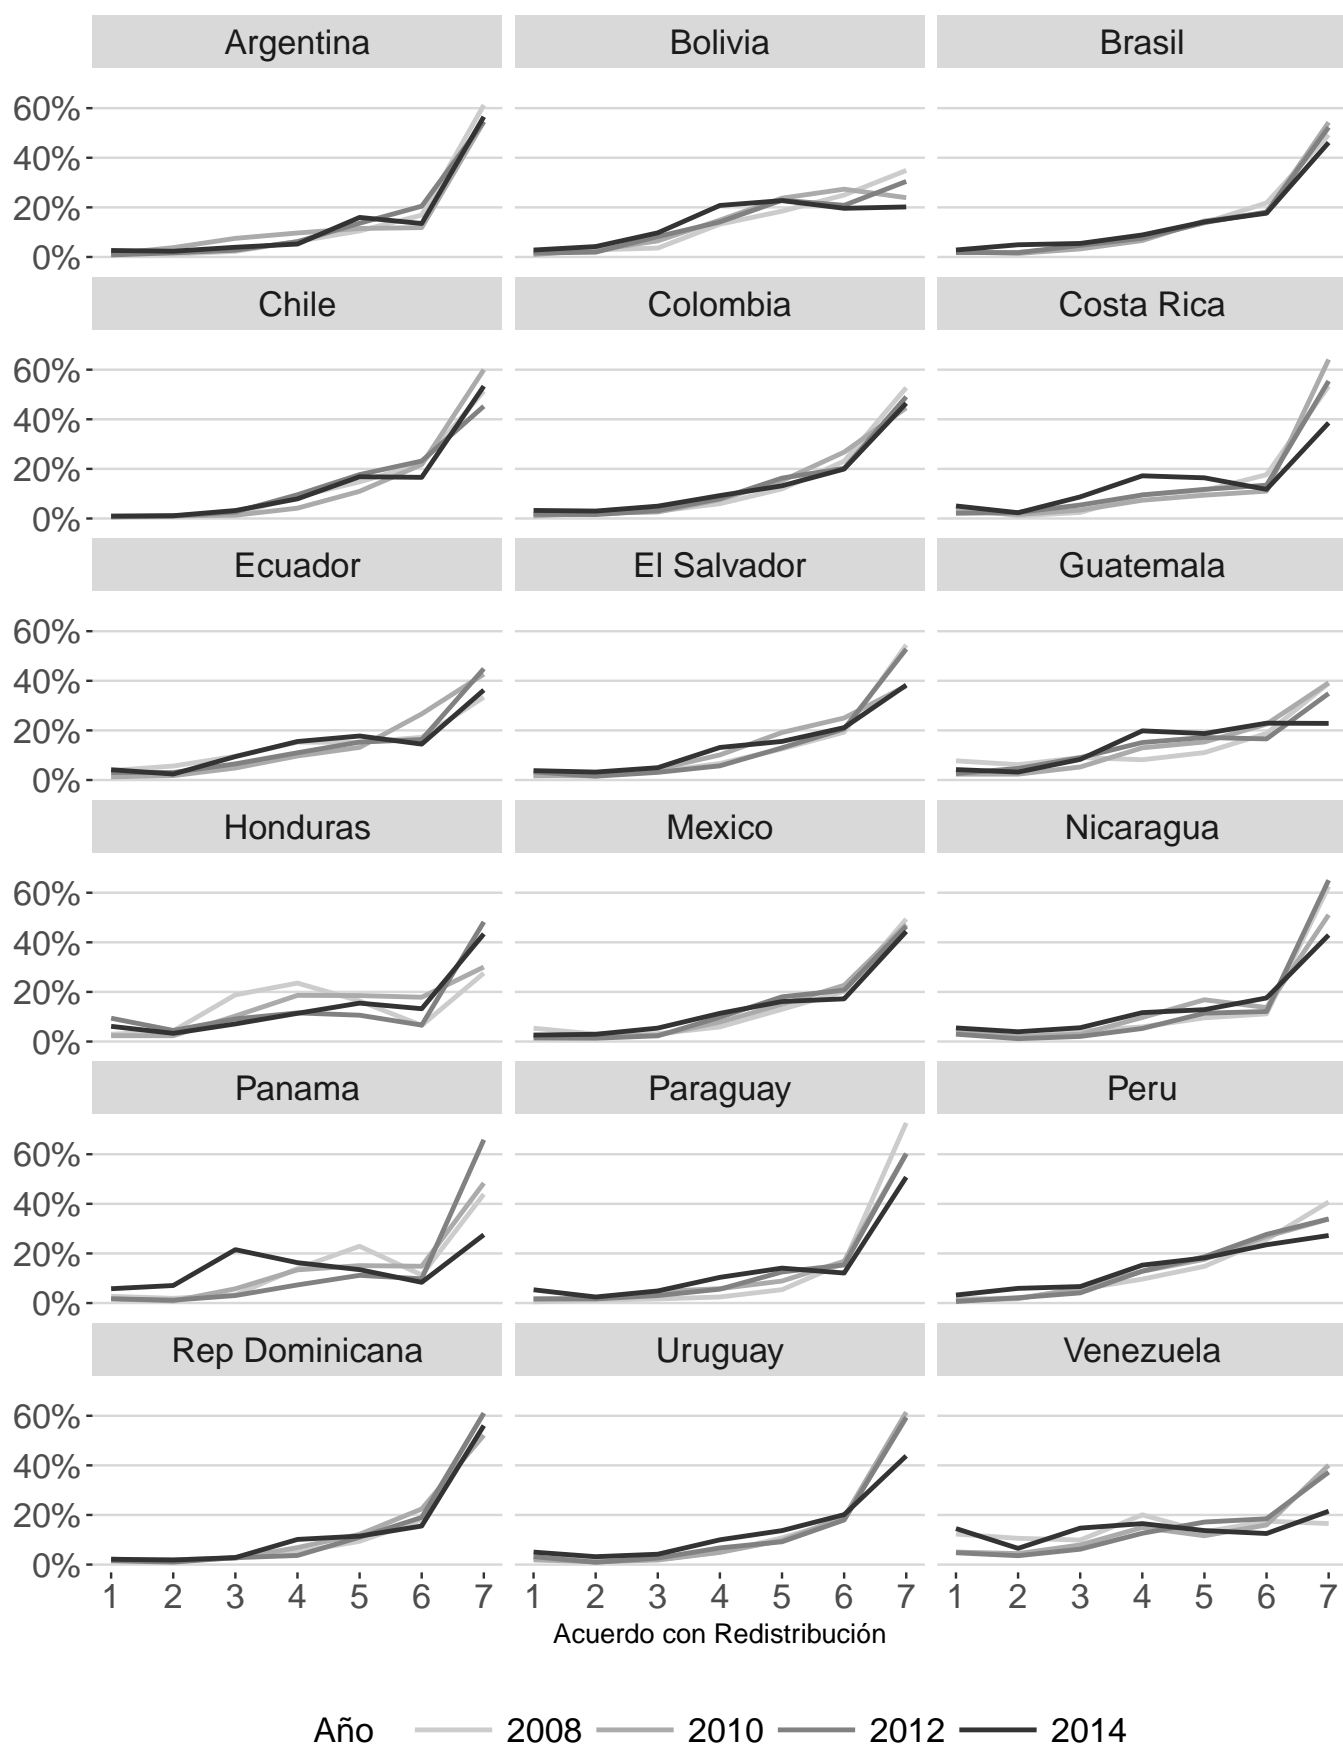 Argentina Bolivia Brasil
60%
40%
20%
0%
Chile Colombia Costa Rica
60%
40%
20%
0%
Ecuador El Salvador Guatemala
60%
40%
20%
0%
Honduras Mexico Nicaragua
60%
40%
20%
0%
Panama Paraguay Peru
60%
40%
20%
0%
Rep Dominicana Uruguay Venezuela
60%
40%
20%
0%
1 2 3 4 5 6 7 1 2 3 4 5 6 7 1 2 3 4 5 6 7
Acuerdo con Redistribución
Año 2008 2010 2012 2014